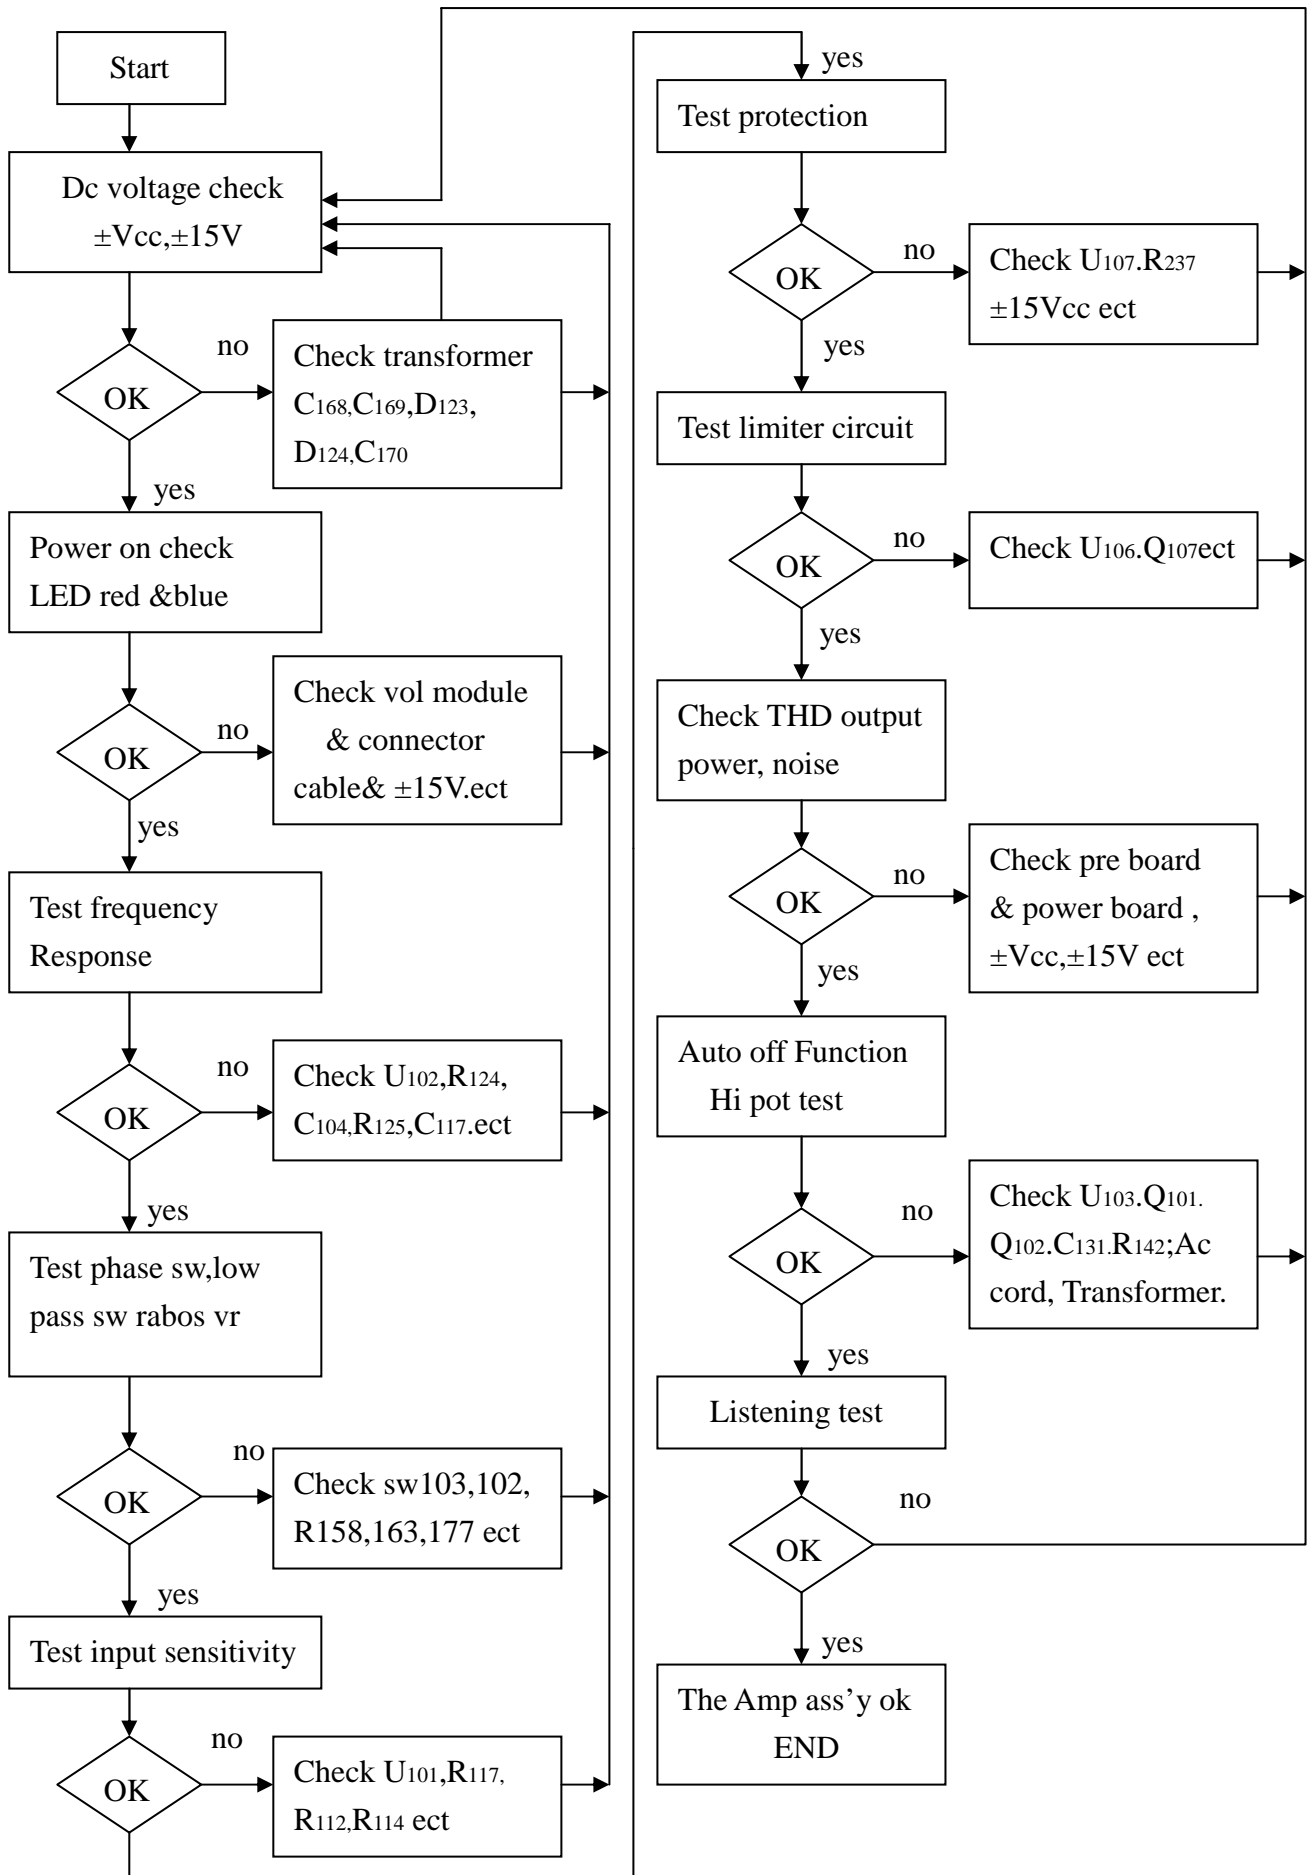 Start
Dc voltage check
±Vcc,±15V
OK
no
Check transformer
C168,C169,D123,
D124,C170
yes
Power on check
LED red &blue
OK
no
Check vol module
& connector
cable& ±15V.ect
yes
Test frequency
Response
OK
no
Check U102,R124,
C104,R125,C117.ect
yes
Test phase sw,low
pass sw rabos vr
OK
no
Check sw103,102,
R158,163,177 ect
yes
Test input sensitivity
OK
no
Check U101,R117,
R112,R114 ect
yes
Test protection
OK
no
Check U107.R237
±15Vcc ect
yes
Test limiter circuit
OK
no
Check U106.Q107ect
yes
Check THD output
power, noise
OK
no
Check pre board
& power board ,
±Vcc,±15V ect
yes
Auto off Function
Hi pot test
OK
no
Check U103.Q101.
Q102.C131.R142;Ac
cord, Transformer.
yes
Listening test
OK
no
yes
The Amp ass’y ok
END